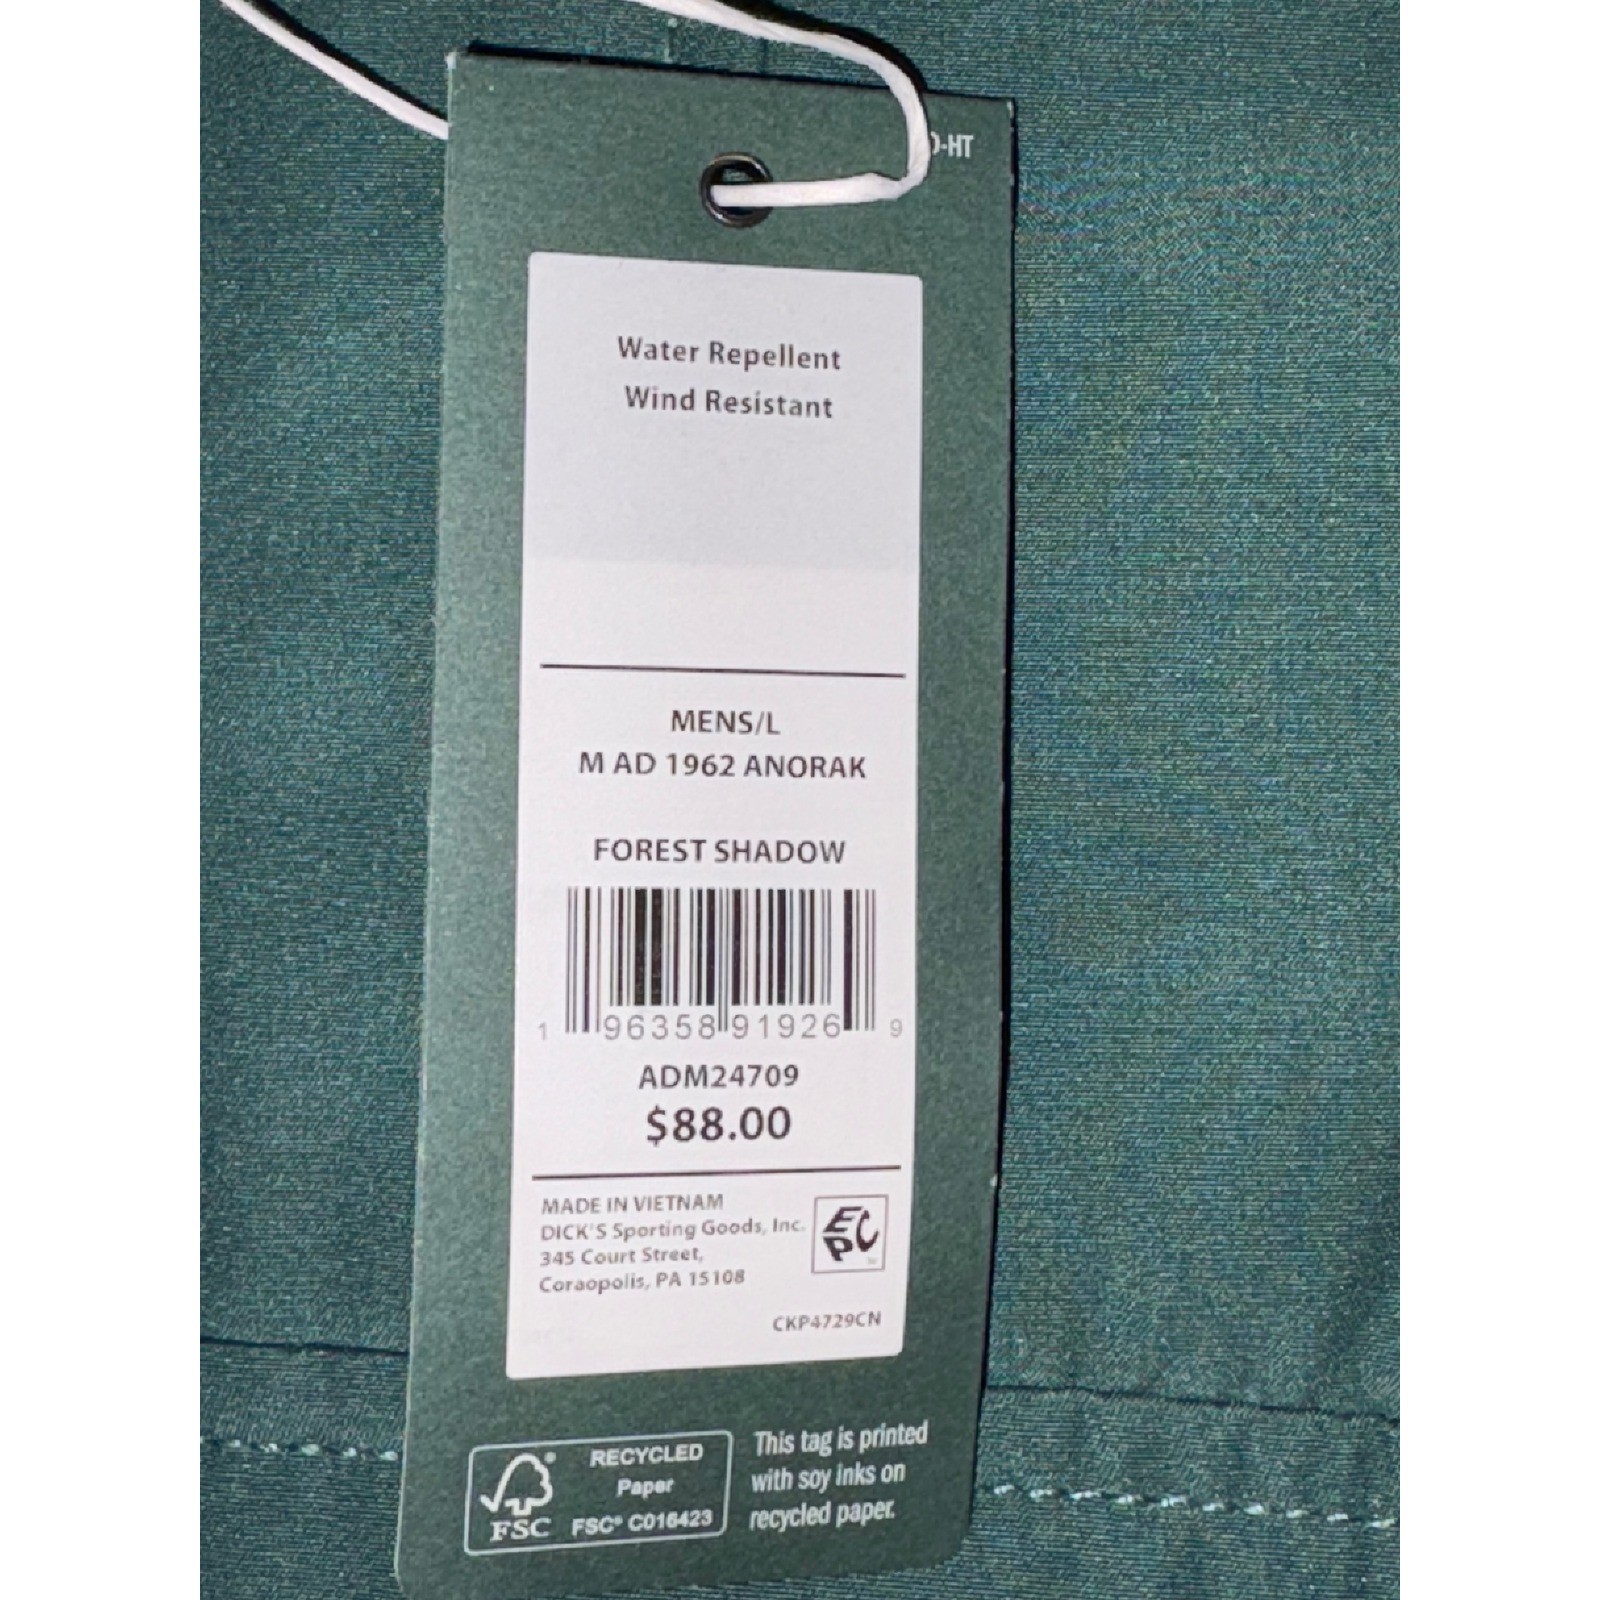 -HT
Water Repellent
Wind Resistant
MENS/L
M AD 1962 ANORAK
FOREST SHADOW
1 96358 91926 9
ADM24709
$88.00
MADE IN VIETNAM
DICK'S Sporting Goods, Inc.
345 Court Street,
Coraopolis, PA 15108
EPC
CKP4729CN
FSC®
RECYCLED
Paper
FSC® C016423
This tag is printed
with soy inks on
recycled paper.